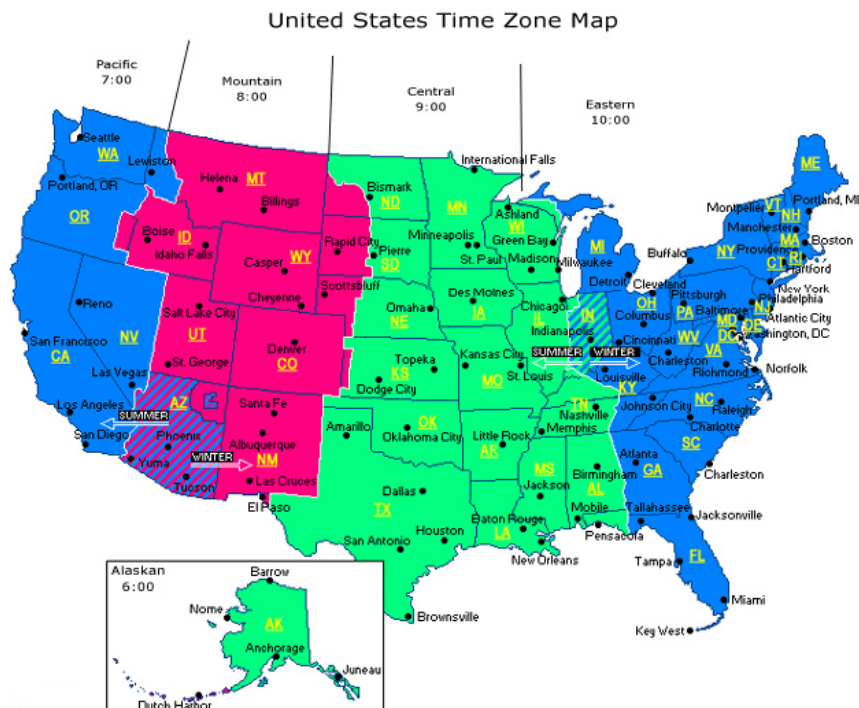 United States Time Zone Map
Pacific
7:00
Mountain
8:00
Central
9:00
Eastern
10:00
Seattle
WA
Lewiston
Portland, OR
OR
Helena
MT
Billings
Boise
ID
Idaho Falls
WY
Casper
Cheyenne
Reno
NV
Salt Lake City
UT
San Francisco
CA
St. George
Denver
CO
Las Vegas
Los Angeles
SUMMER
AZ
San Diego
Phoenix
WINTER
Yuma
Tucson
Santa Fe
Albuquerque
NM
Las Cruces
El Paso
International Falls
Bismark
ND
MN
Rapid City
Pierre
SD
Minneapolis
St. Paul
Ashland
WI
Green Bay
Madison
Milwaukee
Scottsbluff
Omaha
NE
Des Moines
IA
Chicago
IL
Topeka
KS
Dodge City
Kansas City
MO
St. Louis
SUMMER
WINTER
Amarillo
OK
Oklahoma City
Little Rock
AR
TN
Nashville
Memphis
Dallas
TX
MS
Jackson
Birmingham
AL
Mobile
Pensacola
Houston
San Antonio
Baton Rouge
LA
New Orleans
Brownsville
MI
Detroit
IN
Indianapolis
Cleveland
OH
Columbus
Cincinnati
Louisville
KY
ME
Montpelier
VT
NH
Portland, ME
Manchester
MA
Boston
Buffalo
NY
Providence
CT
RI
Hartford
New York
Pittsburgh
PA
Philadelphia
NJ
Baltimore
MD
Atlantic City
DE
DC
Washington, DC
WV
Charleston
VA
Richmond
Norfolk
Johnson City
NC
Raleigh
Charlotte
SC
Charleston
Atlanta
GA
Tallahassee
Jacksonville
FL
Tampa
Miami
Key West
Alaskan
6:00
Barrow
Nome
AK
Anchorage
Juneau
Dutch Harbor